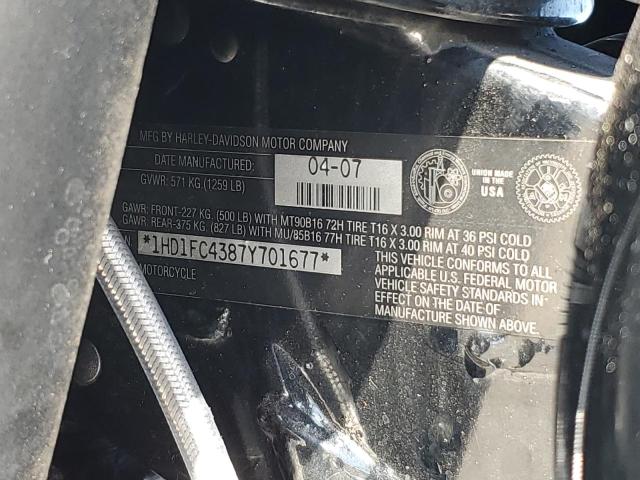 MFG BY HARLEY-DAVIDSON MOTOR COMPANY
DATE MANUFACTURED: 04-07
GVWR: 571 KG (1259 LB)
UNION MADE IN THE
USA
GAWR: FRONT-227 KG. (500 LB) WITH MT90B16 72H TIRE T16 X 3.00 RIM AT 36 PSI COLD
GAWR: REAR-375 KG. (827 LB) WITH MU/85B16 77H TIRE T16 X 3.00 RIM AT 40 PSI COLD
*1HD1FC4387Y701677*
MOTORCYCLE
THIS VEHICLE CONFORMS TO ALL
APPLICABLE U.S. FEDERAL MOTOR
VEHICLE SAFETY STANDARDS IN
EFFECT ON THE DATE OF
MANUFACTURE SHOWN ABOVE.